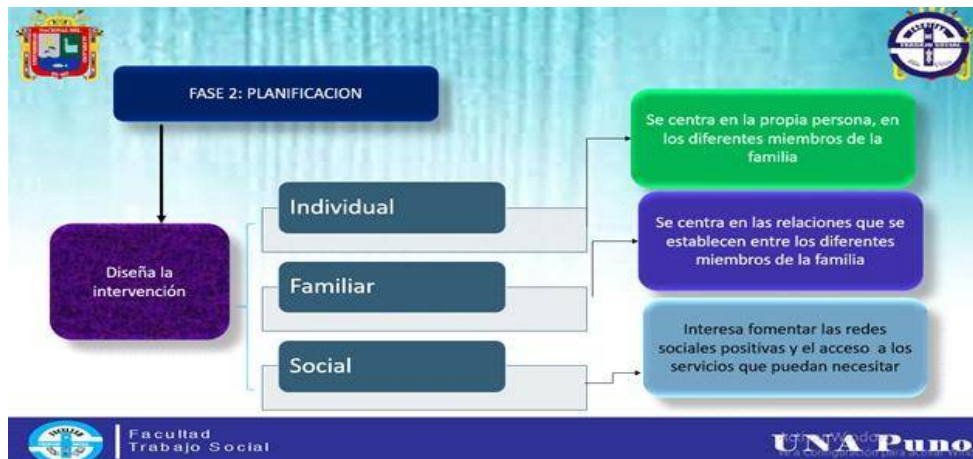 FASE 2: PLANIFICACION
Se centra en la propia persona, en
los diferentes miembros de la
familia
Individual
Se centra en las relaciones que se
establecen entre los diferentes
miembros de la familia
Diseña la
intervención
Familiar
Interesa fomentar las redes
sociales positivas y el acceso a los
servicios que puedan necesitar
Social
Facultad
Trabajo Social
UNA Puno